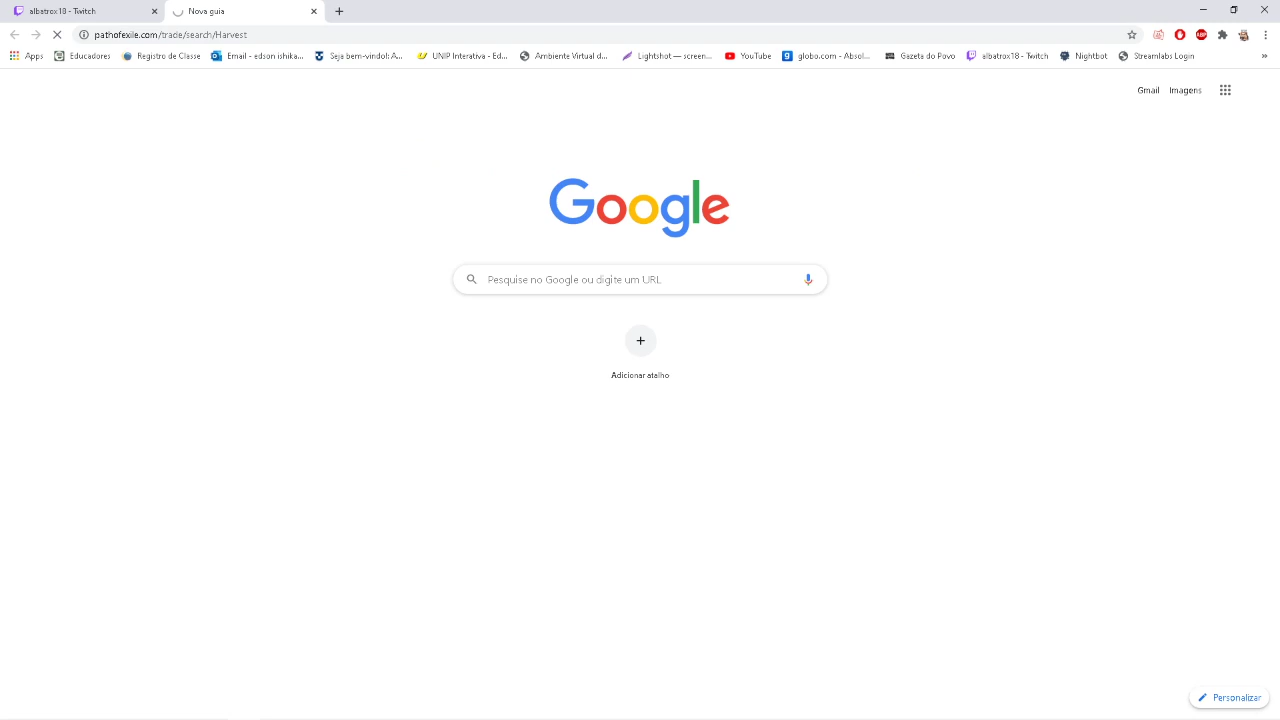 albatrox18 - Twitch
Nova guia
pathofexile.com/trade/search/Harvest
Apps
Educadores
Registro de Classe
Email - edson ishika...
Seja bem-vindo!: A...
UNIP Interativa - Ed...
Ambiente Virtual d...
Lightshot — screen...
YouTube
globo.com - Absol...
Gazeta do Povo
albatrox18 - Twitch
Nightbot
Streamlabs Login
»
ABP
Gmail
Imagens
Google
Pesquise no Google ou digite um URL
Adicionar atalho
Personalizar